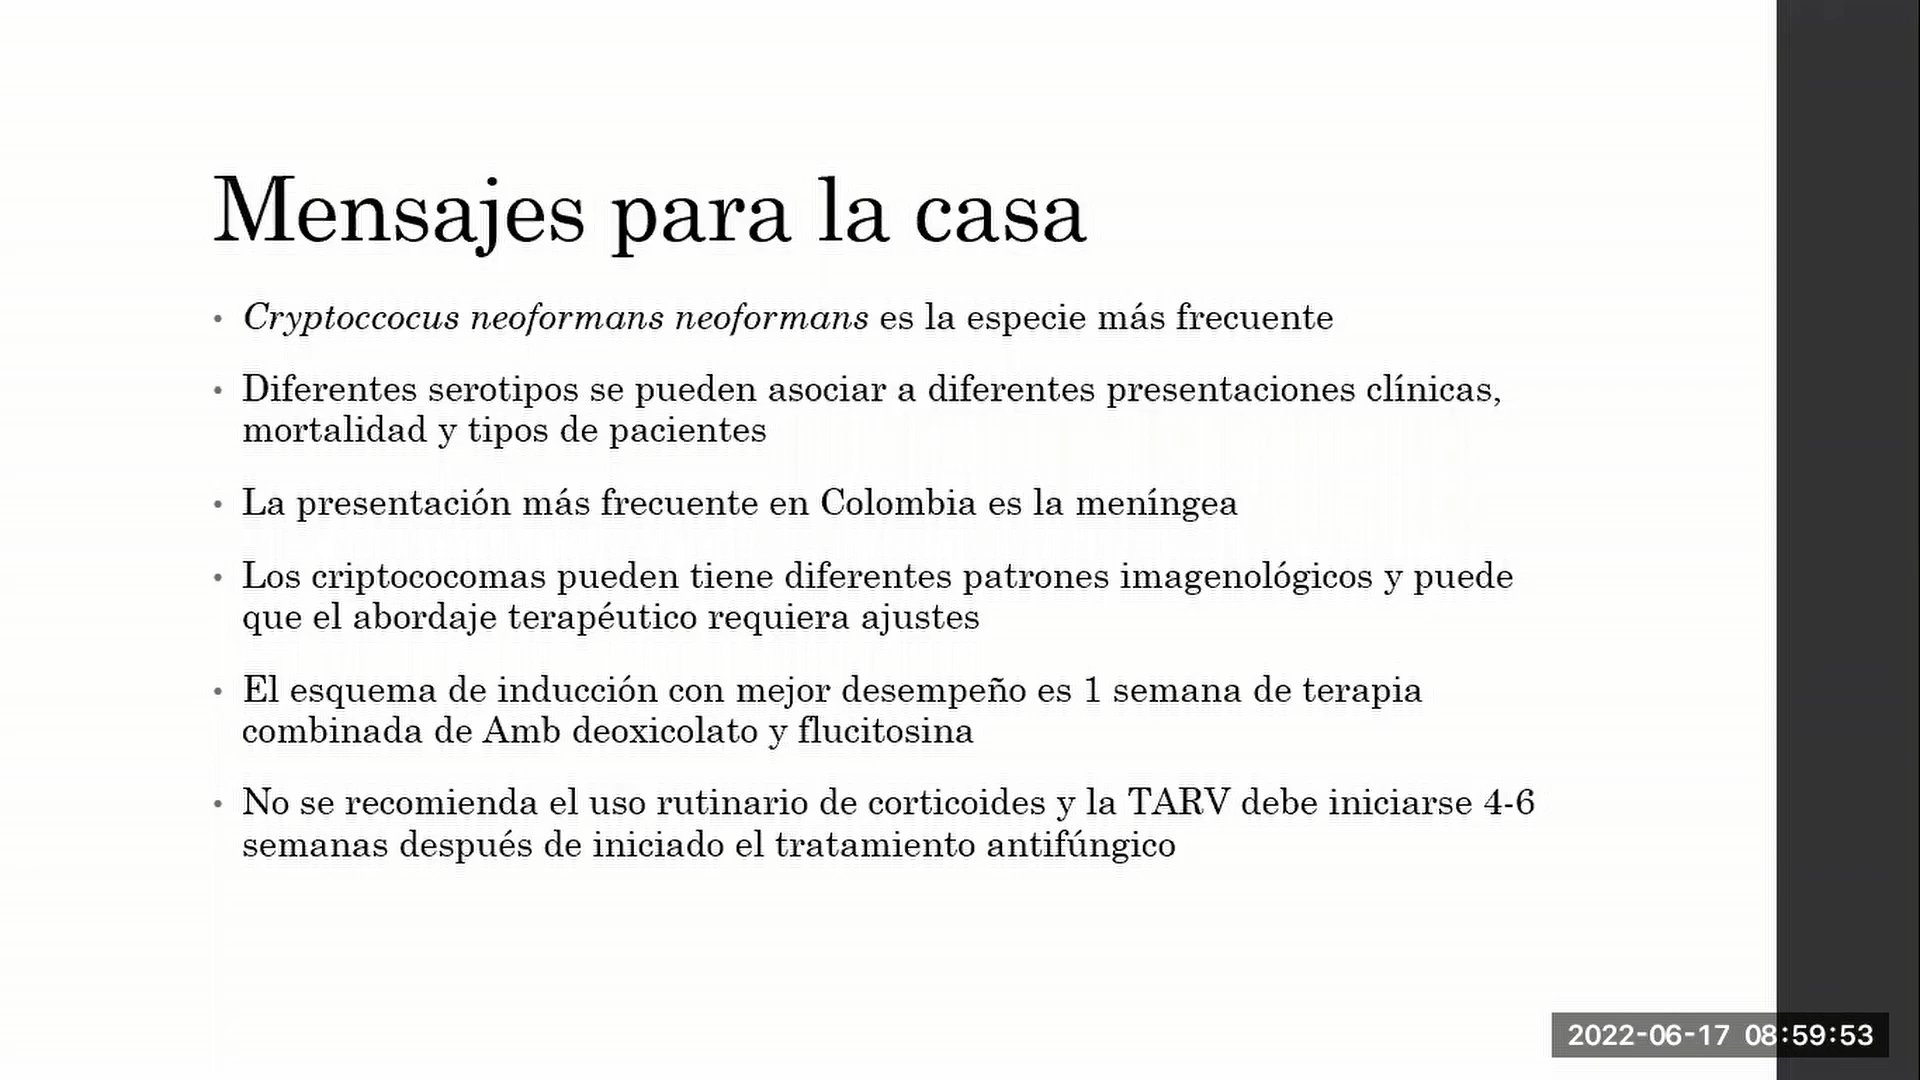 Mensajes para la casa
• Cryptoccocus neoformans neoformans es la especie más frecuente
• Diferentes serotipos se pueden asociar a diferentes presentaciones clínicas,
mortalidad y tipos de pacientes
• La presentación más frecuente en Colombia es la meníngea
• Los criptococomas pueden tiene diferentes patrones imagenológicos y puede
que el abordaje terapéutico requiera ajustes
• El esquema de inducción con mejor desempeño es 1 semana de terapia
combinada de Amb deoxicolato y flucitosina
• No se recomienda el uso rutinario de corticoides y la TARV debe iniciarse 4-6
semanas después de iniciado el tratamiento antifúngico
2022-06-17 08:59:53